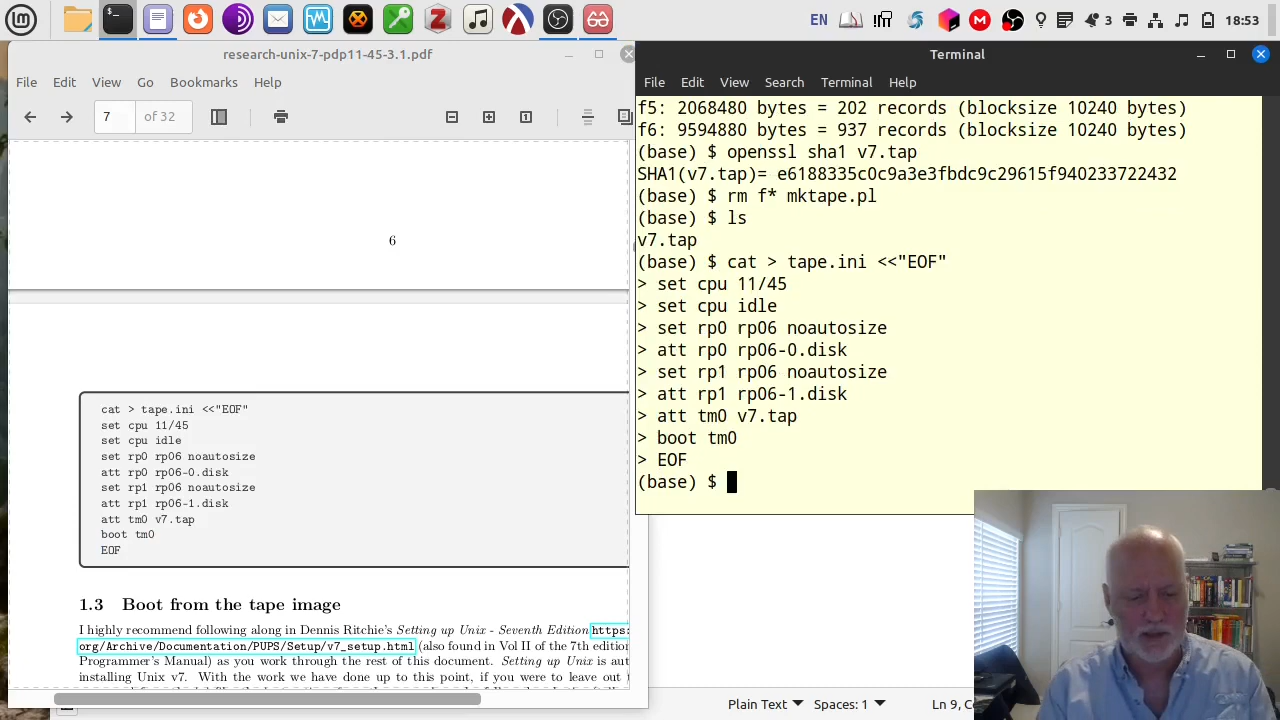 EN
3
18:53
research-unix-7-pdp11-45-3.1.pdf
File Edit View Go Bookmarks Help
7 of 32
6
cat > tape.ini <<"EOF"
set cpu 11/45
set cpu idle
set rp0 rp06 noautosize
att rp0 rp06-0.disk
set rp1 rp06 noautosize
att rp1 rp06-1.disk
att tm0 v7.tap
boot tm0
EOF
1.3 Boot from the tape image
I highly recommend following along in Dennis Ritchie's Setting up Unix - Seventh Edition https:
org/Archive/Documentation/PUPS/Setup/v7_setup.html (also found in Vol II of the 7th edition
Programmer's Manual) as you work through the rest of this document. Setting up Unix is aut
installing Unix v7. With the work we have done up to this point, if you were to leave out t
Terminal
File Edit View Search Terminal Help
f5: 2068480 bytes = 202 records (blocksize 10240 bytes)
f6: 9594880 bytes = 937 records (blocksize 10240 bytes)
(base) $ openssl sha1 v7.tap
SHA1(v7.tap)= e6188335c0c9a3e3fbdc9c29615f940233722432
(base) $ rm f* mktape.pl
(base) $ ls
v7.tap
(base) $ cat > tape.ini <<"EOF"
> set cpu 11/45
> set cpu idle
> set rp0 rp06 noautosize
> att rp0 rp06-0.disk
> set rp1 rp06 noautosize
> att rp1 rp06-1.disk
> att tm0 v7.tap
> boot tm0
> EOF
(base) $
Plain Text Spaces: 1 Ln 9, C